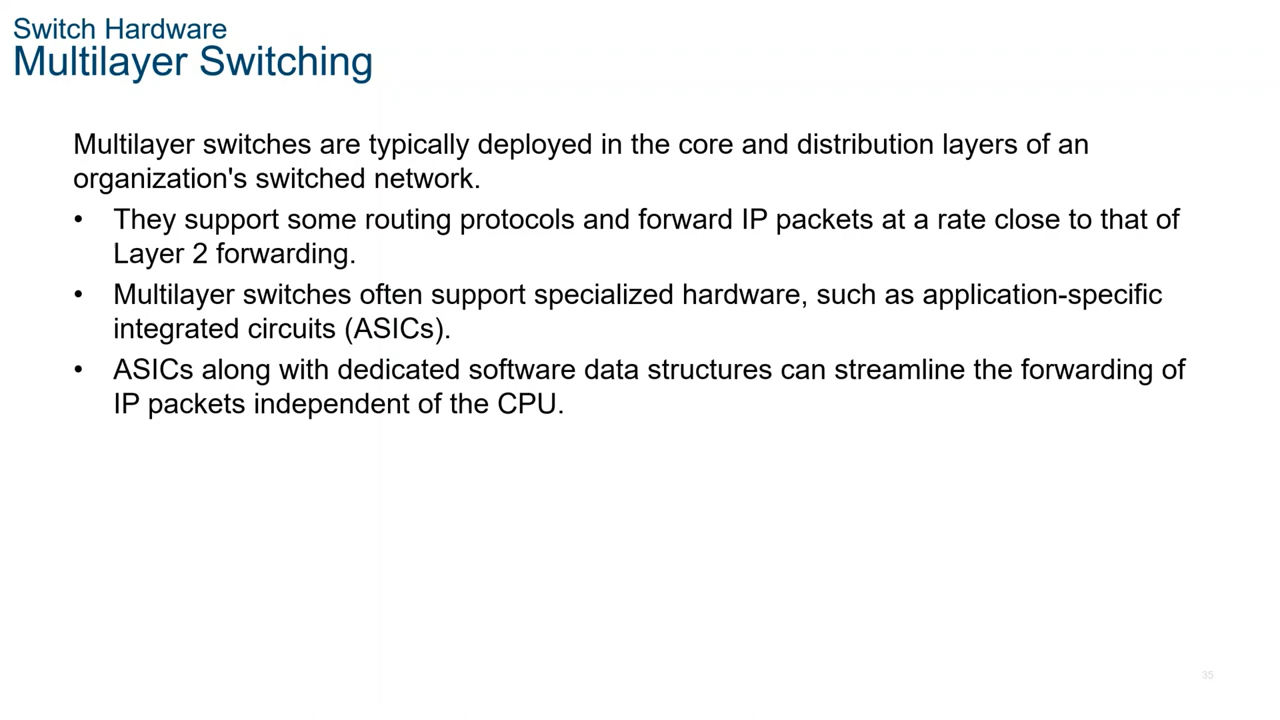 Switch Hardware
Multilayer Switching
Multilayer switches are typically deployed in the core and distribution layers of an
organization's switched network.
• They support some routing protocols and forward IP packets at a rate close to that of
Layer 2 forwarding.
• Multilayer switches often support specialized hardware, such as application-specific
integrated circuits (ASICs).
• ASICs along with dedicated software data structures can streamline the forwarding of
IP packets independent of the CPU.
35